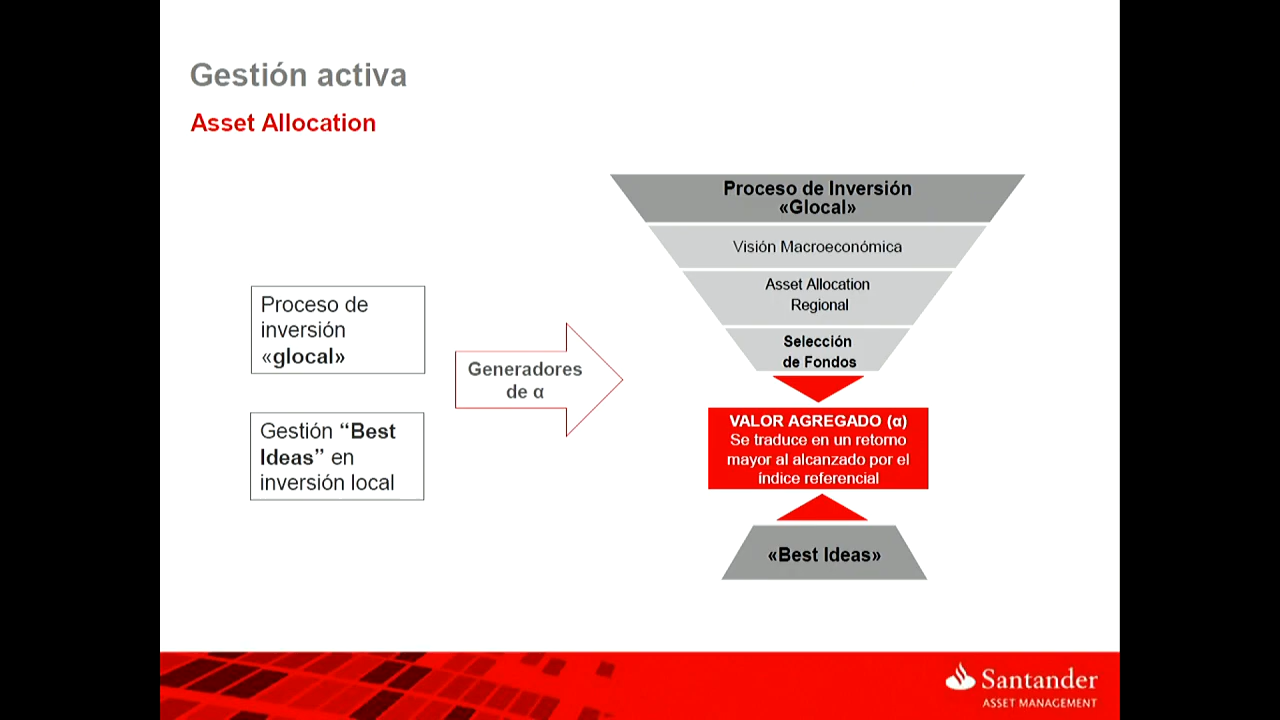 Gestión activa
Asset Allocation
Proceso de
inversión
«glocal»
Gestión “Best
Ideas” en
inversión local
Generadores
de α
Proceso de Inversión
«Glocal»
Visión Macroeconómica
Asset Allocation
Regional
Selección
de Fondos
VALOR AGREGADO (α)
Se traduce en un retorno
mayor al alcanzado por el
índice referencial
«Best Ideas»
Santander
ASSET MANAGEMENT